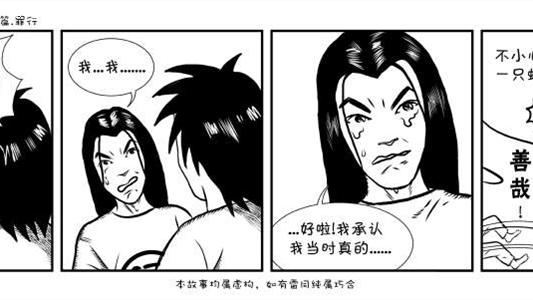 篇.罪行
我...我.......
...好啦!我承认
我当时真的......
不小心
一只
善
哉
!
本故事均属虚构，如有雷同纯属巧合